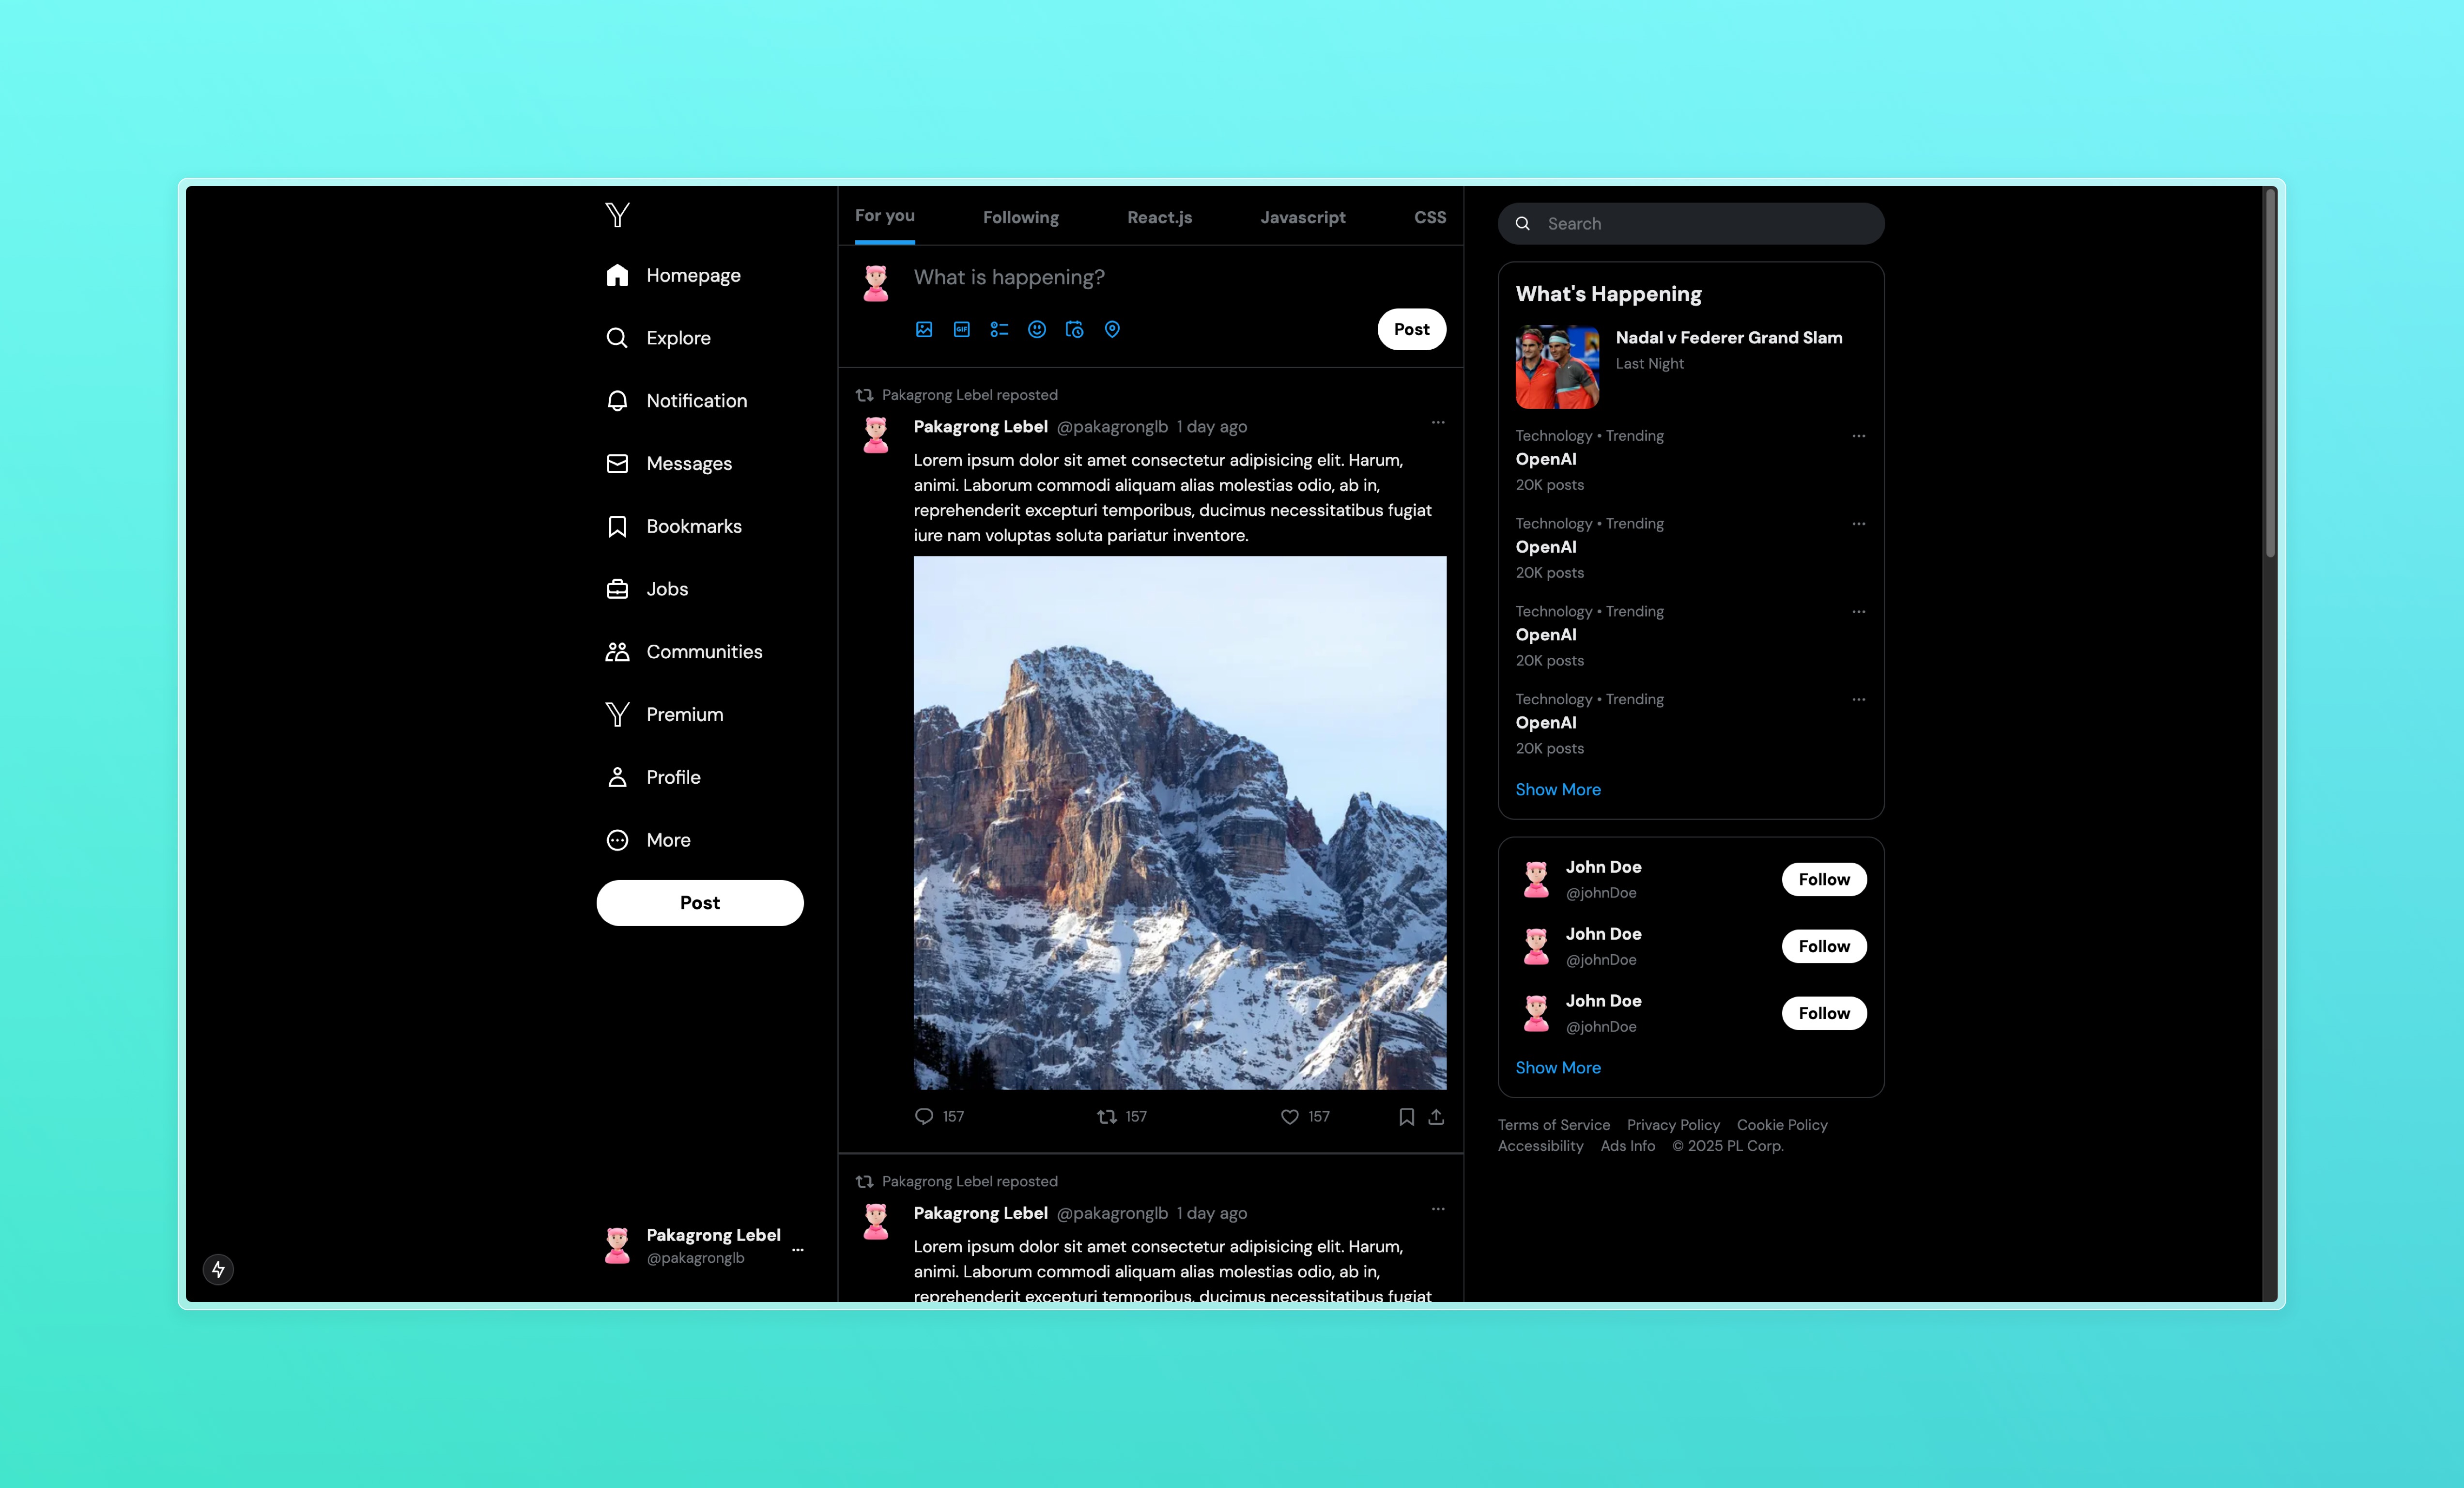 Y
Homepage
Explore
Notification
Messages
Bookmarks
Jobs
Communities
Y Premium
Profile
More
Post
Pakagrong Lebel
@pakagronglb
For you Following React.js Javascript CSS
What is happening?
GIF
Post
Pakagrong Lebel reposted
Pakagrong Lebel @pakagronglb 1 day ago
Lorem ipsum dolor sit amet consectetur adipisicing elit. Harum,
animi. Laborum commodi aliquam alias molestias odio, ab in,
reprehenderit excepturi temporibus, ducimus necessitatibus fugiat
iure nam voluptas soluta pariatur inventore.
157 157 157
Pakagrong Lebel reposted
Pakagrong Lebel @pakagronglb 1 day ago
Lorem ipsum dolor sit amet consectetur adipisicing elit. Harum,
animi. Laborum commodi aliquam alias molestias odio, ab in,
reprehenderit excepturi temporibus, ducimus necessitatibus fugiat
Search
What's Happening
Nadal v Federer Grand Slam
Last Night
Technology • Trending
OpenAI
20K posts
Technology • Trending
OpenAI
20K posts
Technology • Trending
OpenAI
20K posts
Technology • Trending
OpenAI
20K posts
Show More
John Doe
@johnDoe
Follow
John Doe
@johnDoe
Follow
John Doe
@johnDoe
Follow
Show More
Terms of Service Privacy Policy Cookie Policy
Accessibility Ads Info © 2025 PL Corp.